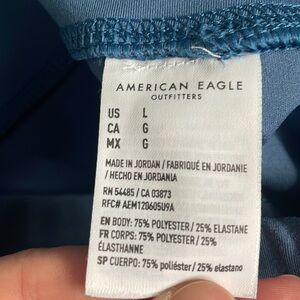 AMERICAN EAGLE
OUTFITTERS
US L
CA G
MX G
MADE IN JORDAN / FABRIQUÉ EN JORDANIE
/ HECHO EN JORDANIA
RN 54485 / CA 03873
RFC# AEM120605U9A
EN BODY: 75% POLYESTER / 25% ELASTANE
FR CORPS: 75% POLYESTER / 25%
ÉLASTHANNE
SP CUERPO: 75% poliéster / 25% elastano